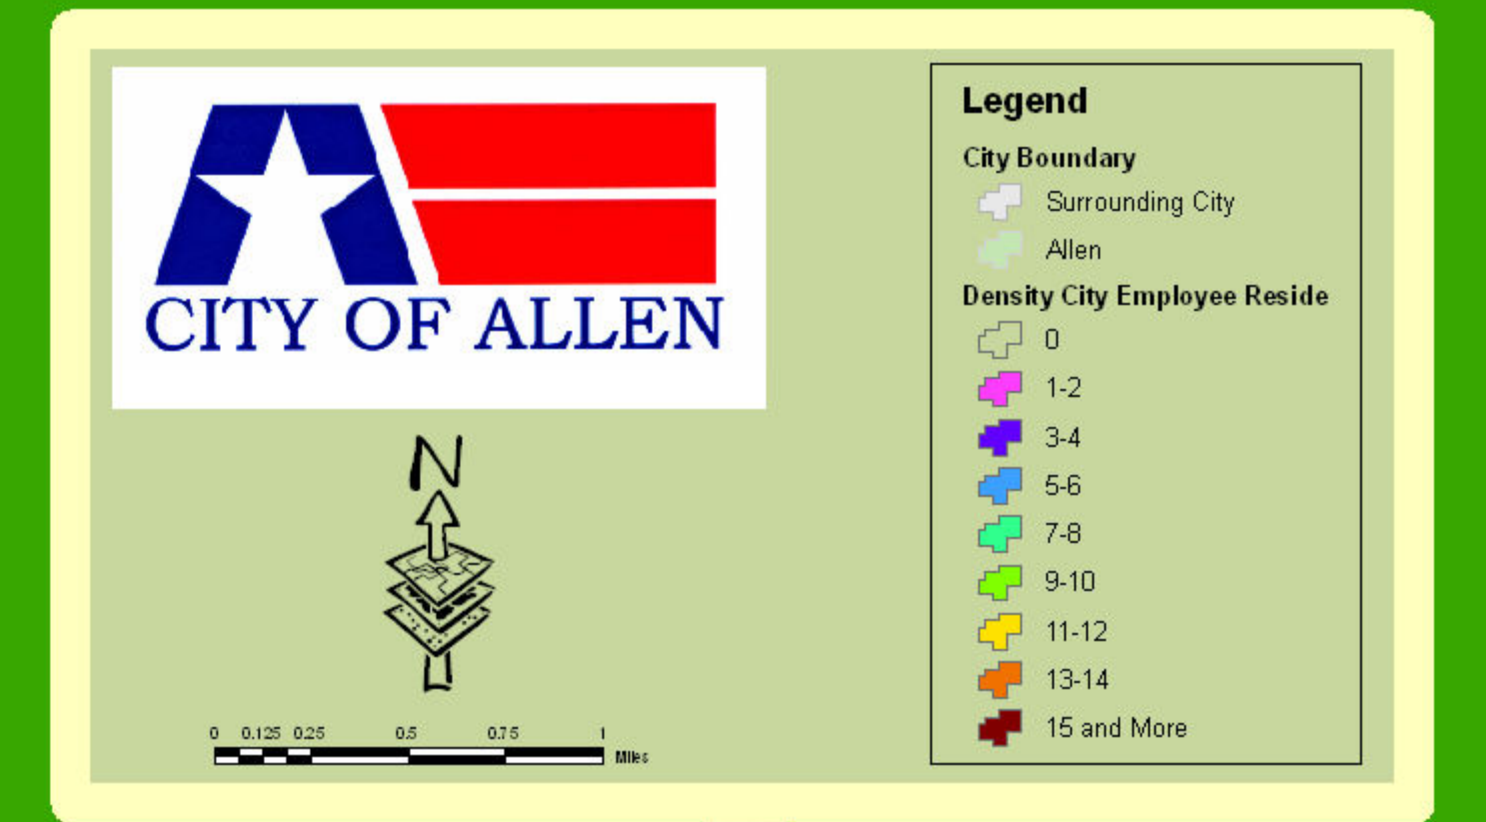 CITY OF ALLEN
N
0 0.125 0.25 0.5 0.75 1
Miles
Legend
City Boundary
Surrounding City
Allen
Density City Employee Reside
0
1-2
3-4
5-6
7-8
9-10
11-12
13-14
15 and More